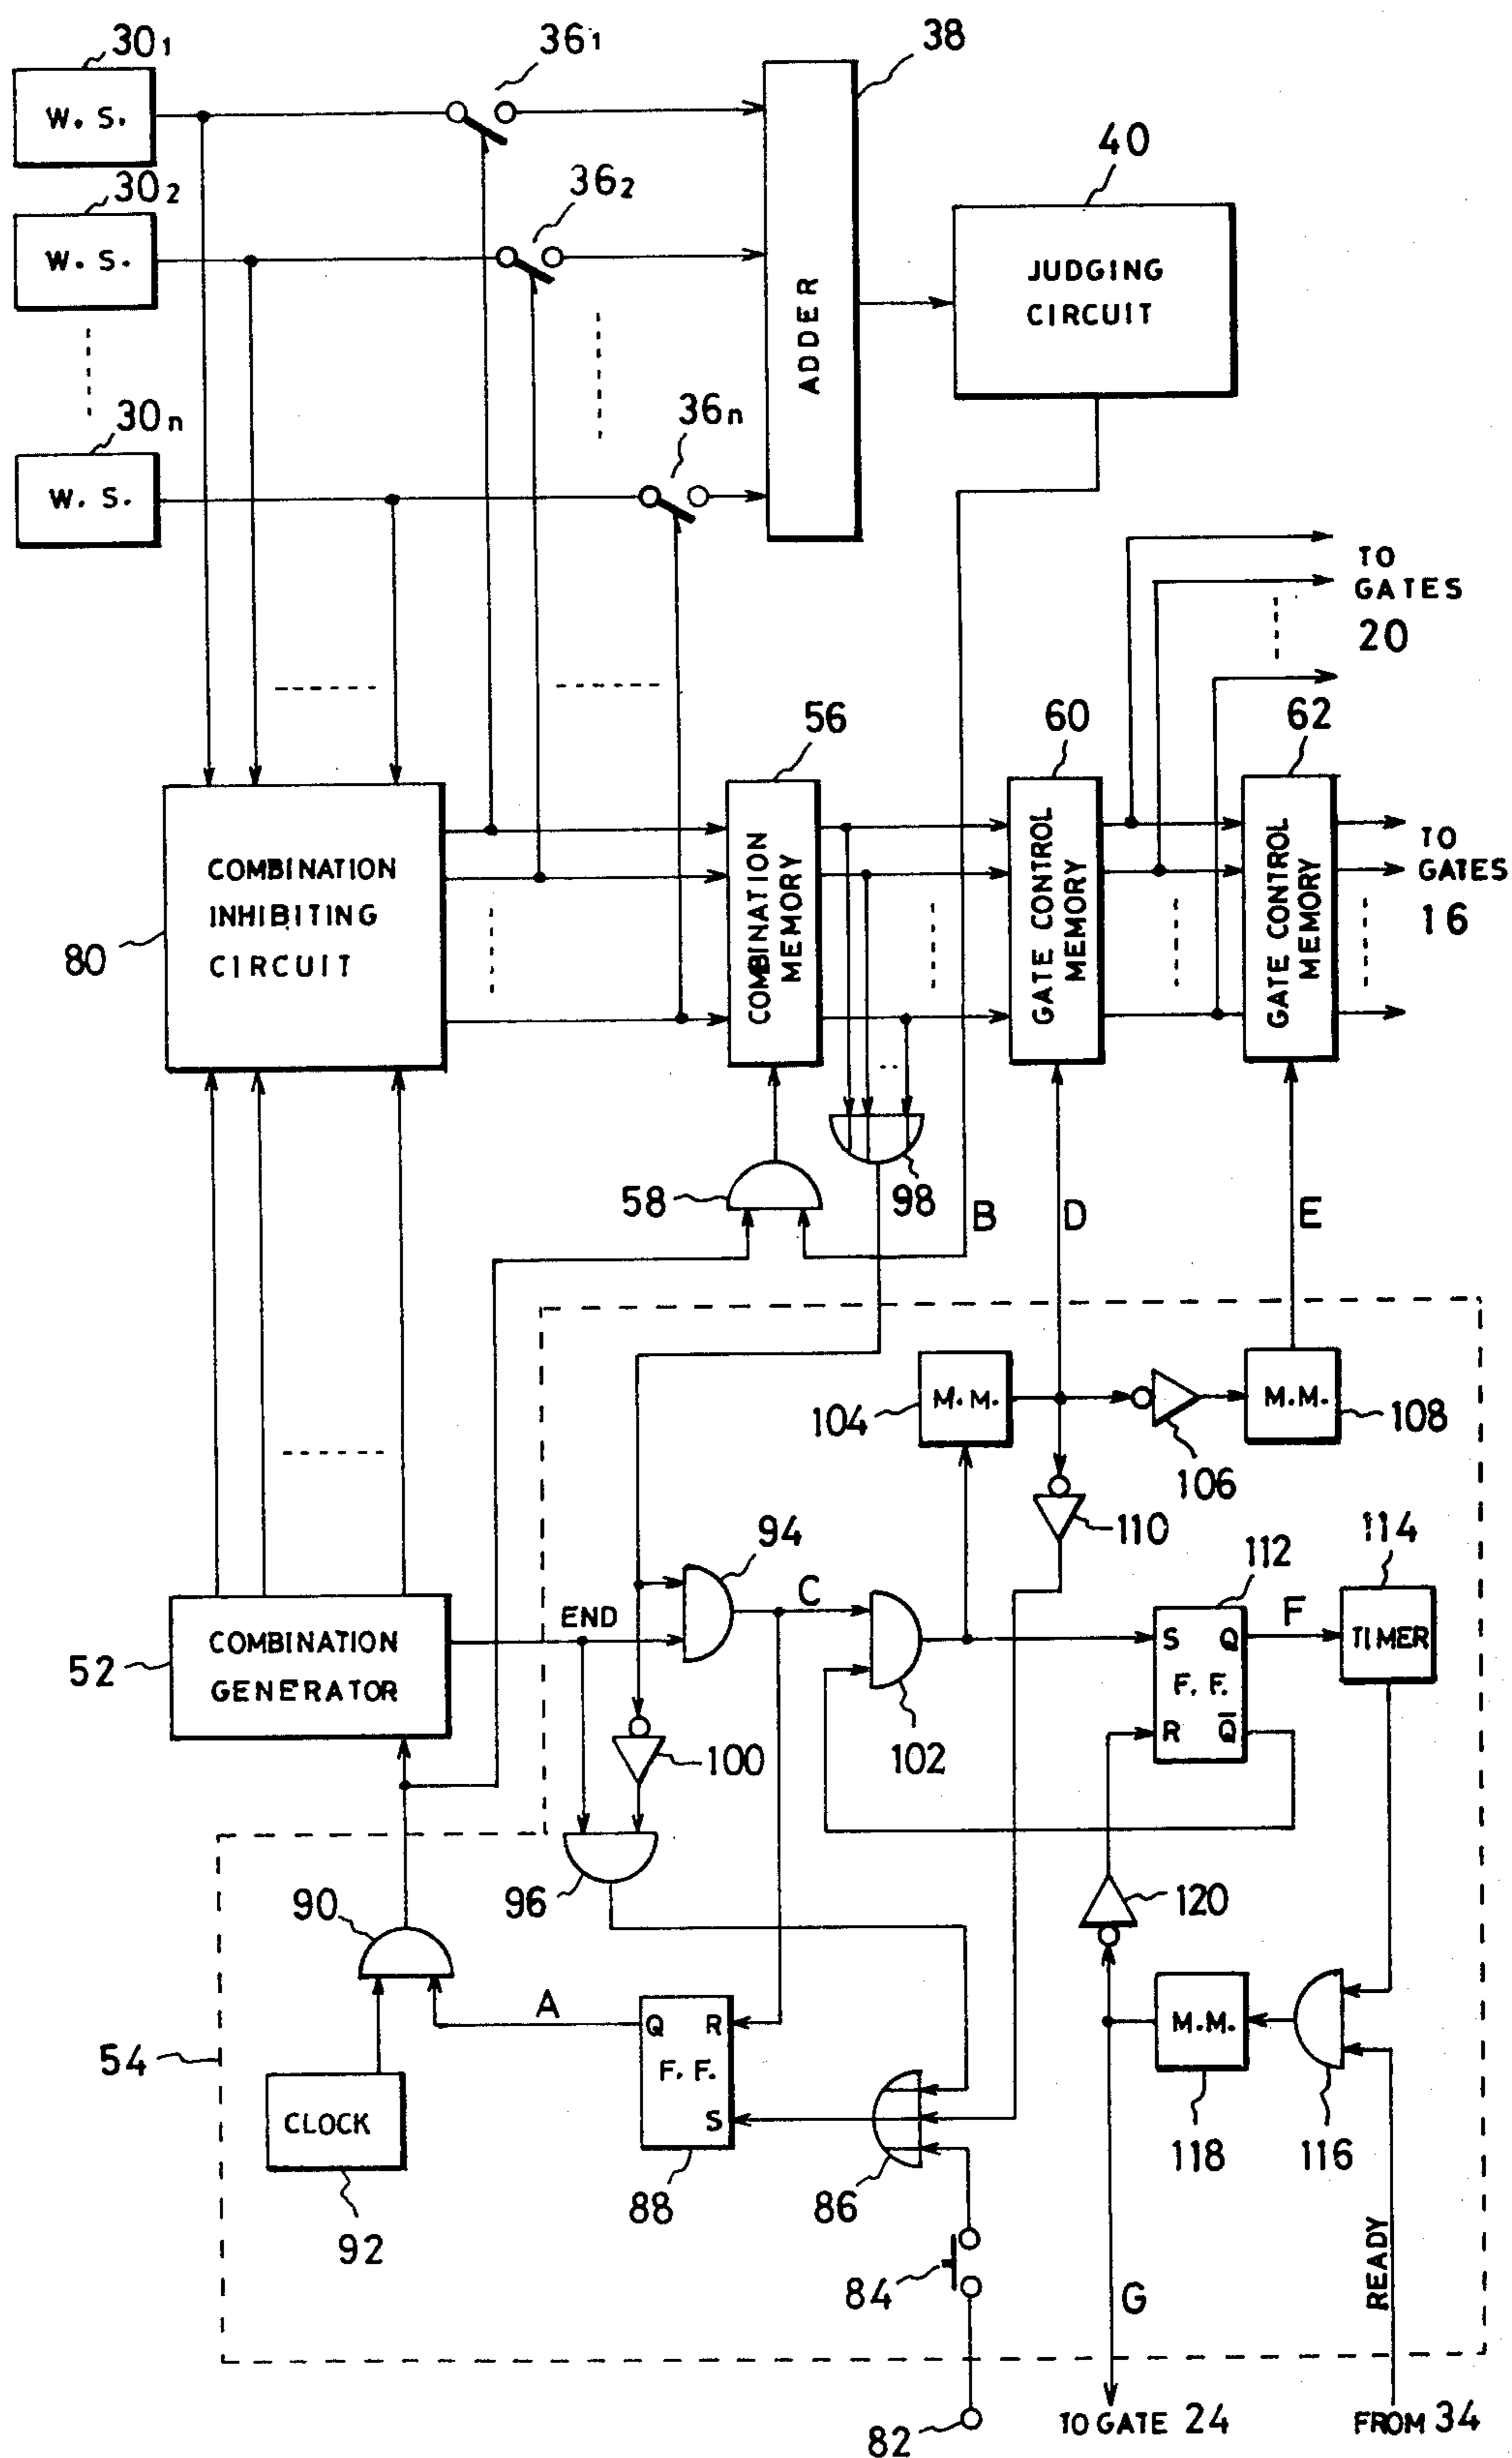 30₁
36₁
38
W. S.
40
30₂
36₂
W. S.
JUDGING
CIRCUIT
ADDER
30n
36n
W. S.
TO
GATES
20
56
60
62
COMBINATION
INHIBITING
CIRCUIT
80
COMBINATION
MEMORY
GATE CONTROL
MEMORY
GATE CONTROL
MEMORY
TO
GATES
16
58
98
B
D
E
M.M.
104
106
M.M.
108
94
110
112
114
END
C
F
COMBINATION
GENERATOR
52
S Q
F. F.
R Q̅
TIMER
100
102
96
90
120
A
Q R
F. F.
S
M.M.
54
CLOCK
118
116
88
86
92
84
G
READY
82
TO GATE 24
FROM 34